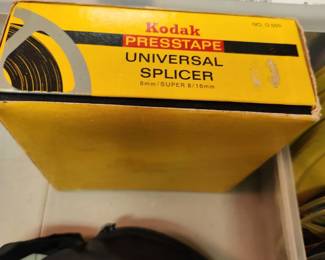 Kodak
PRESSTAPE
UNIVERSAL
SPLICER
8mm/SUPER 8/16mm